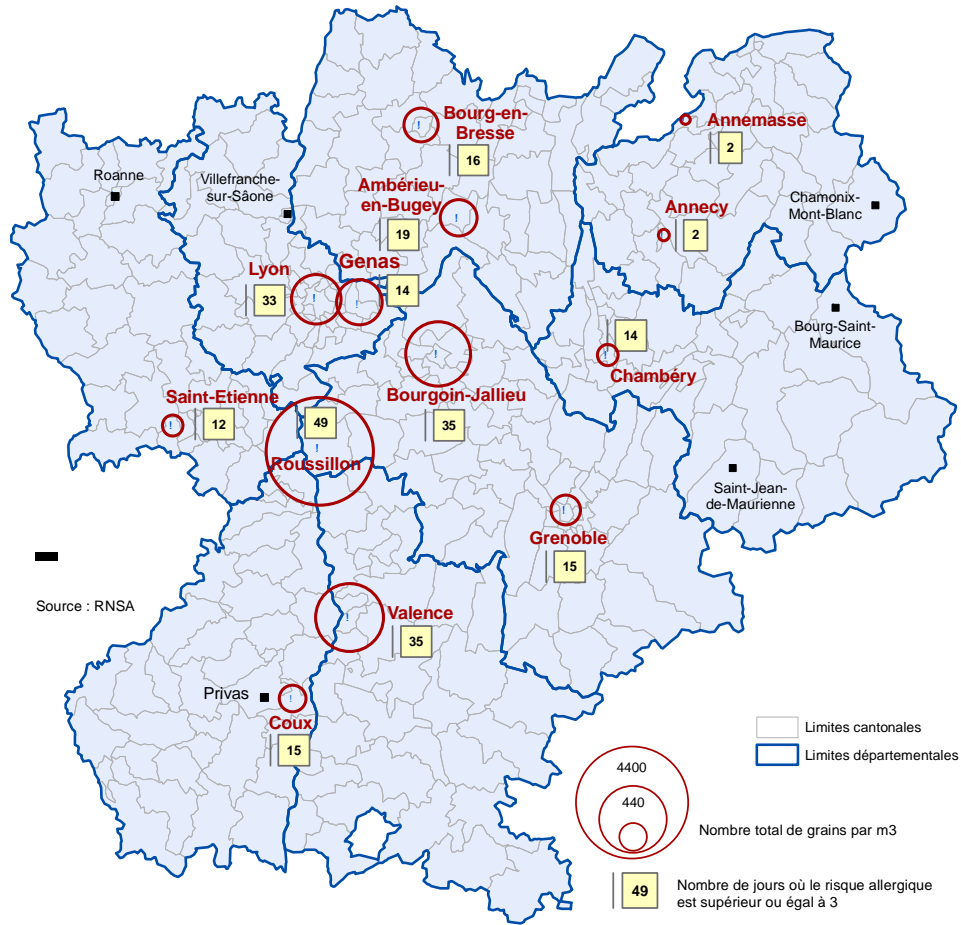 Bourg-en-
Bresse
16
Annemasse
2
Roanne
Villefranche-
sur-Sâone
Ambérieu-
en-Bugey
19
Chamonix-
Mont-Blanc
Annecy
2
Lyon
33
Genas
14
Bourg-Saint-
Maurice
14
Chambéry
Saint-Etienne
12
49
Roussillon
Bourgoin-Jallieu
35
Saint-Jean-
de-Maurienne
Grenoble
15
Source : RNSA
Valence
35
Privas
Coux
15
Limites cantonales
Limites départementales
4400
440
Nombre total de grains par m3
49
Nombre de jours où le risque allergique
est supérieur ou égal à 3